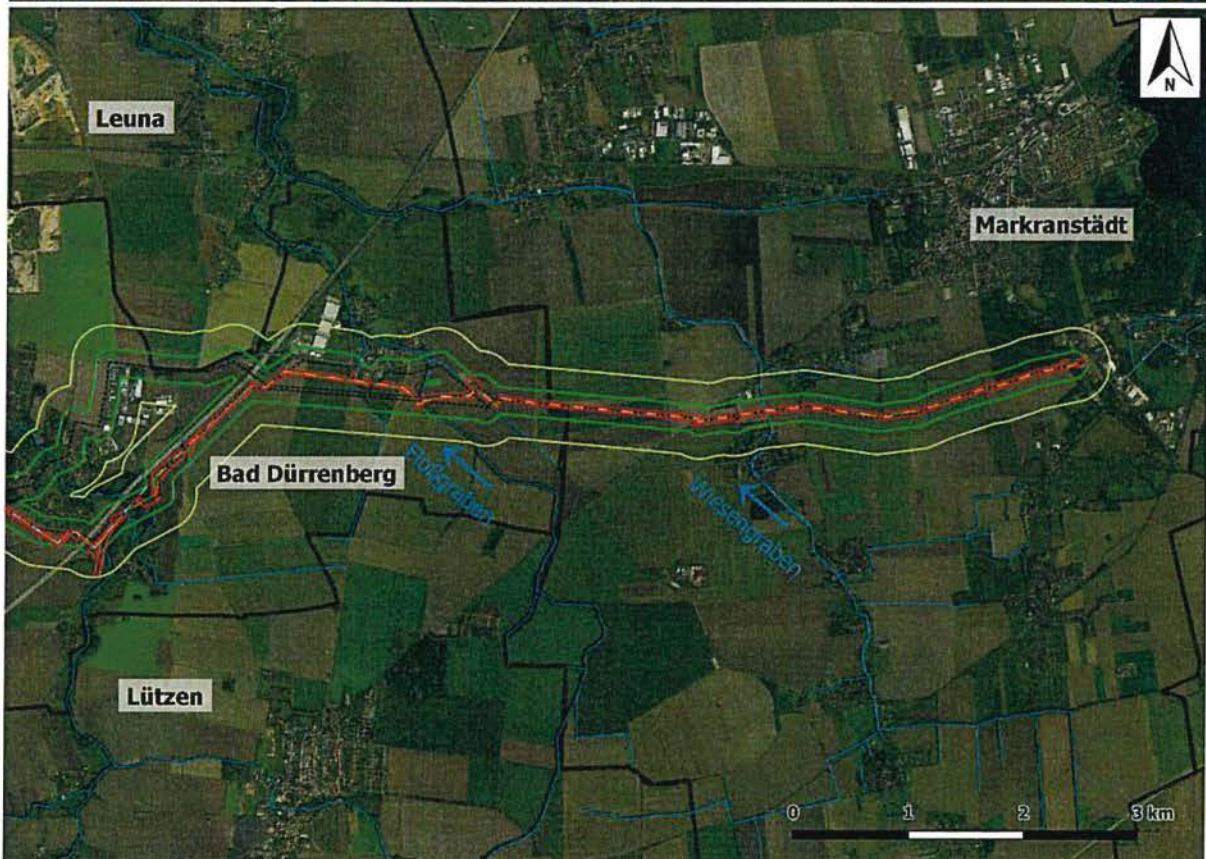 N
Leuna
Markranstädt
Bad Dürrenberg
Floßgraben
Wiesengraben
Lützen
0 1 2 3 km